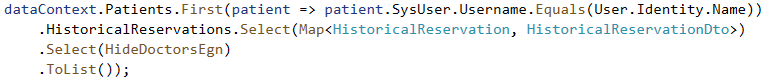 dataContext.Patients.First(patient => patient.SysUser.Username.Equals(User.Identity.Name))
.HistoricalReservations.Select(Map<HistoricalReservation, HistoricalReservationDto>)
.Select(HideDoctorsEgn)
.ToList());